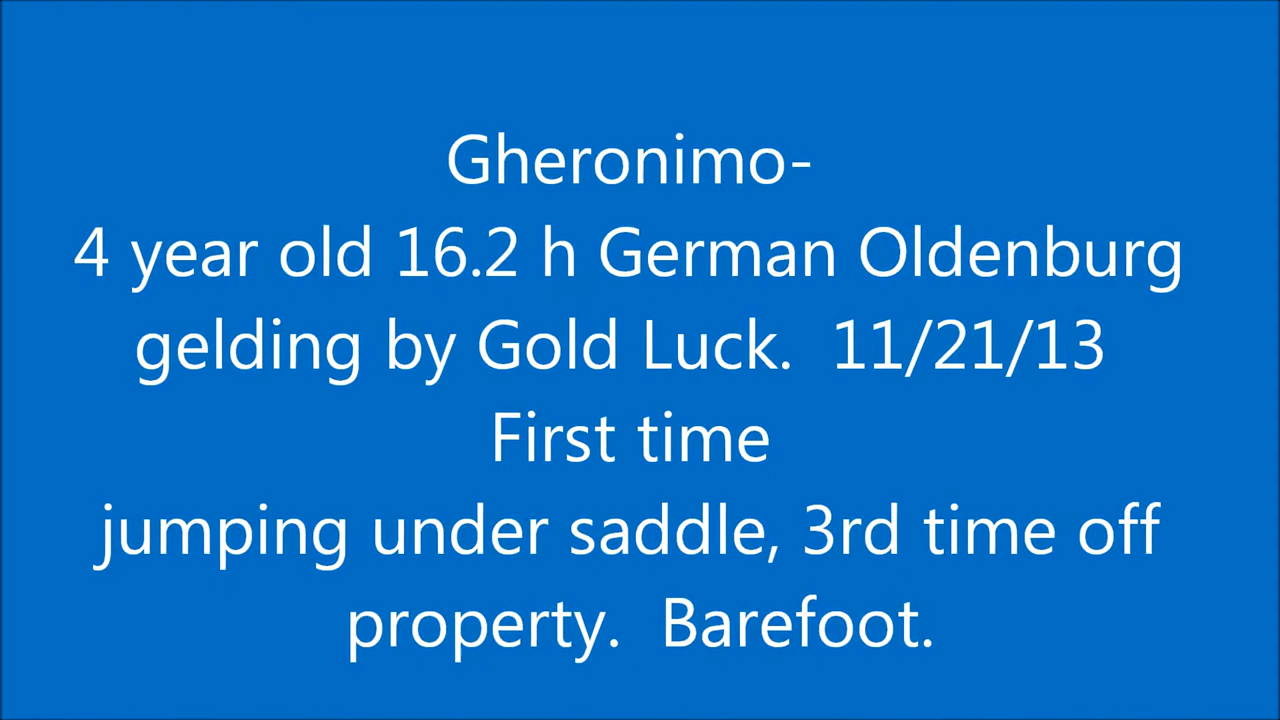 Gheronimo-
4 year old 16.2 h German Oldenburg
gelding by Gold Luck.  11/21/13
First time
jumping under saddle, 3rd time off
property.  Barefoot.